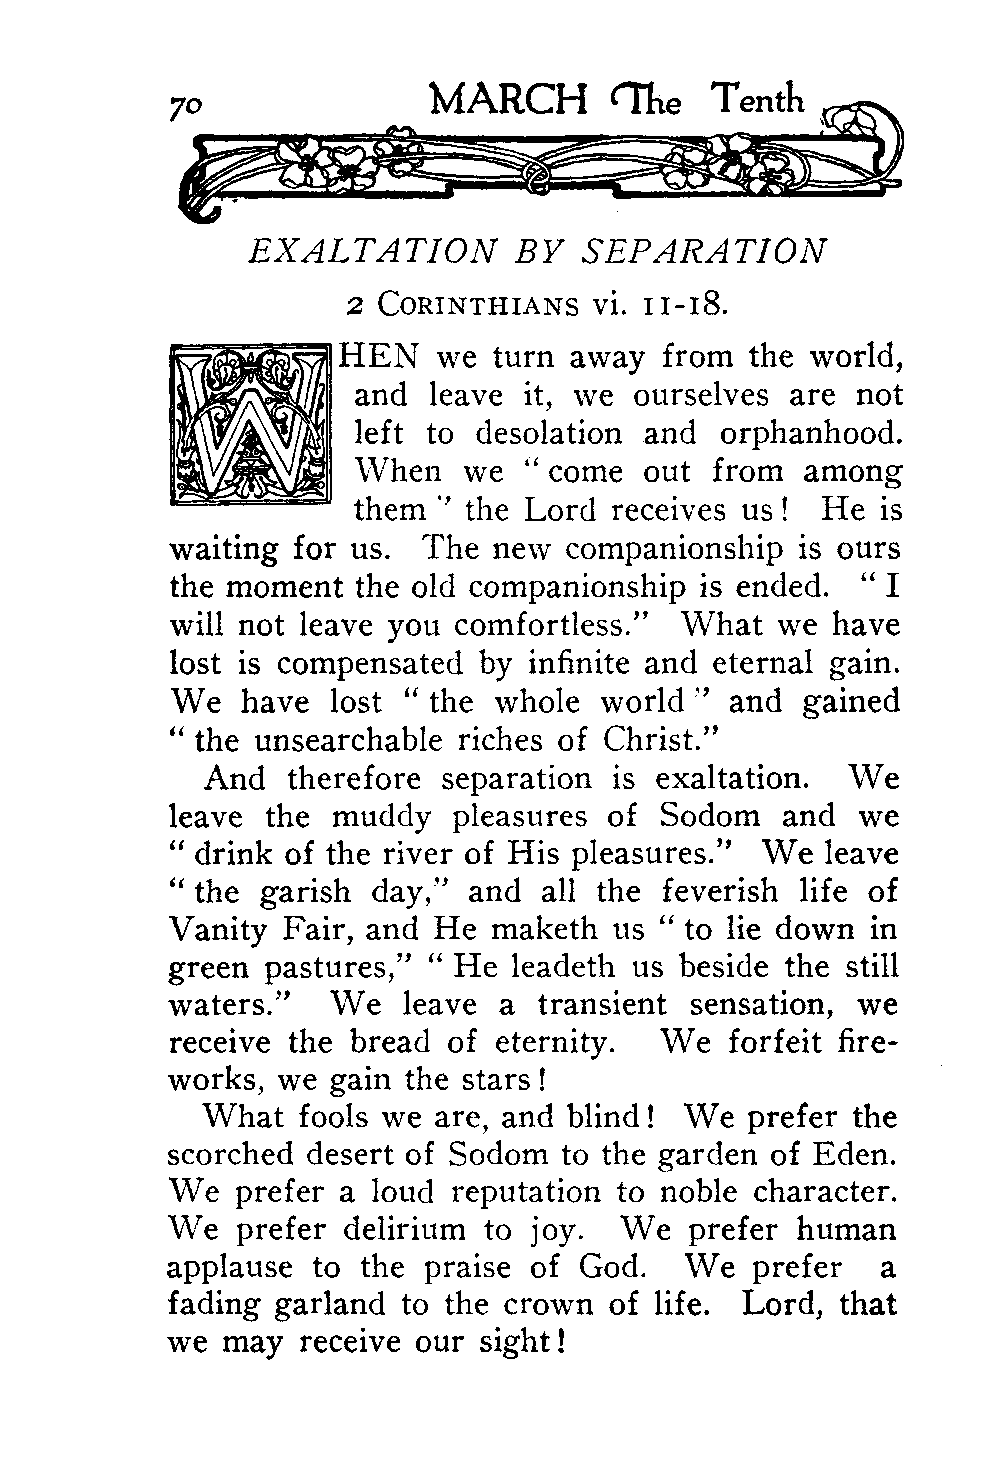 70 MARCH The Tenth
EXALTATION BY SEPARATION
2 CORINTHIANS vi. 11-18.
WHEN we turn away from the world,
and leave it, we ourselves are not
left to desolation and orphanhood.
When we “ come out from among
them ” the Lord receives us ! He is
waiting for us. The new companionship is ours
the moment the old companionship is ended. “ I
will not leave you comfortless.” What we have
lost is compensated by infinite and eternal gain.
We have lost “ the whole world ” and gained
“ the unsearchable riches of Christ.”
And therefore separation is exaltation. We
leave the muddy pleasures of Sodom and we
“ drink of the river of His pleasures.” We leave
“ the garish day,” and all the feverish life of
Vanity Fair, and He maketh us “ to lie down in
green pastures,” “ He leadeth us beside the still
waters.” We leave a transient sensation, we
receive the bread of eternity. We forfeit fire-
works, we gain the stars !
What fools we are, and blind ! We prefer the
scorched desert of Sodom to the garden of Eden.
We prefer a loud reputation to noble character.
We prefer delirium to joy. We prefer human
applause to the praise of God. We prefer a
fading garland to the crown of life. Lord, that
we may receive our sight !